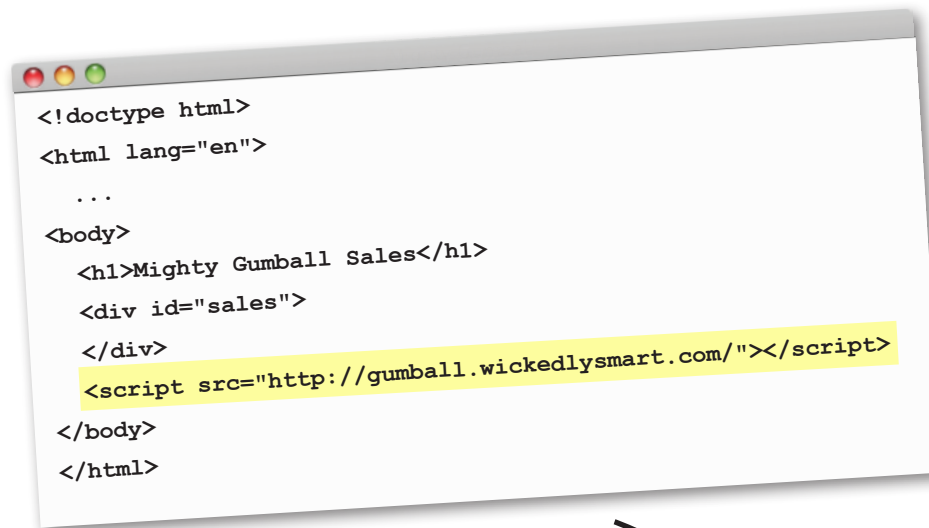 <!doctype html>
<html lang="en">
...
<body>
<h1>Mighty Gumball Sales</h1>
<div id="sales">
</div>
<script src="http://gumball.wickedlysmart.com/"></script>
</body>
</html>